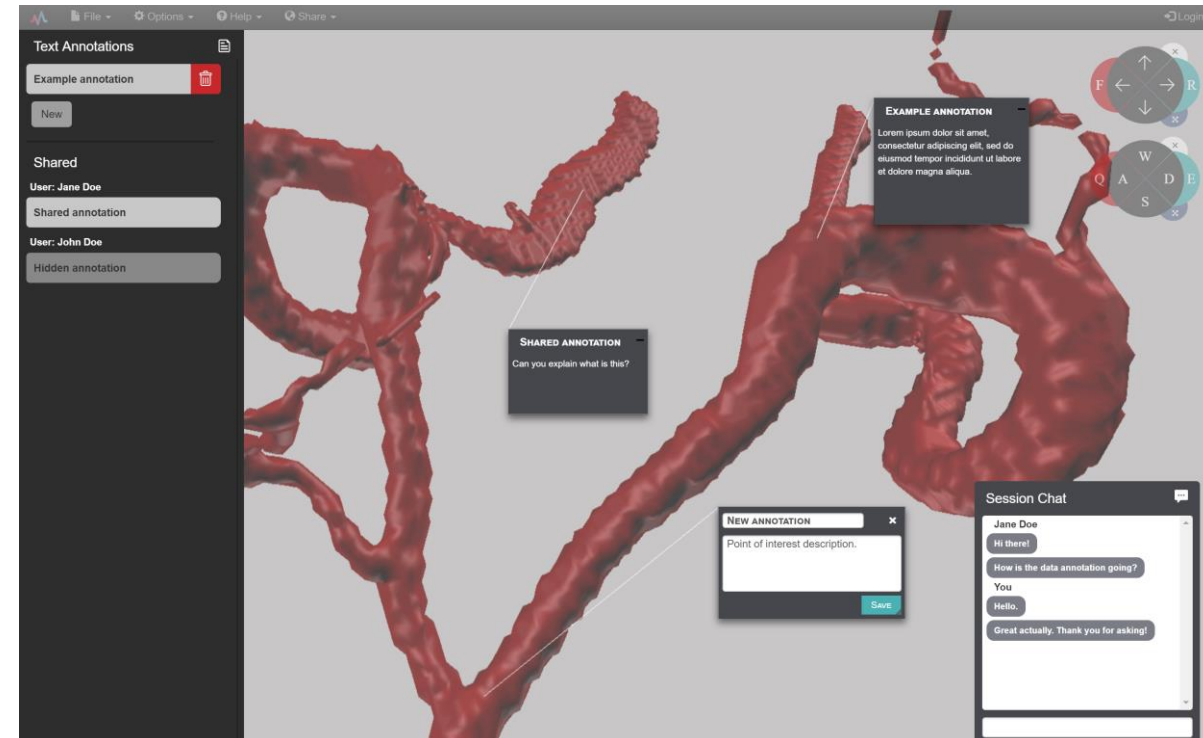 File Options Help Share Login
Text Annotations
Example annotation
New
Shared
User: Jane Doe
Shared annotation
User: John Doe
Hidden annotation
EXAMPLE ANNOTATION
Lorem ipsum dolor sit amet,
consectetur adipiscing elit, sed do
eiusmod tempor incididunt ut labore
et dolore magna aliqua.
SHARED ANNOTATION
Can you explain what is this?
NEW ANNOTATION
Point of interest description.
SAVE
F R
W
Q A D E
S
Session Chat
Jane Doe
Hi there!
How is the data annotation going?
You
Hello.
Great actually. Thank you for asking!